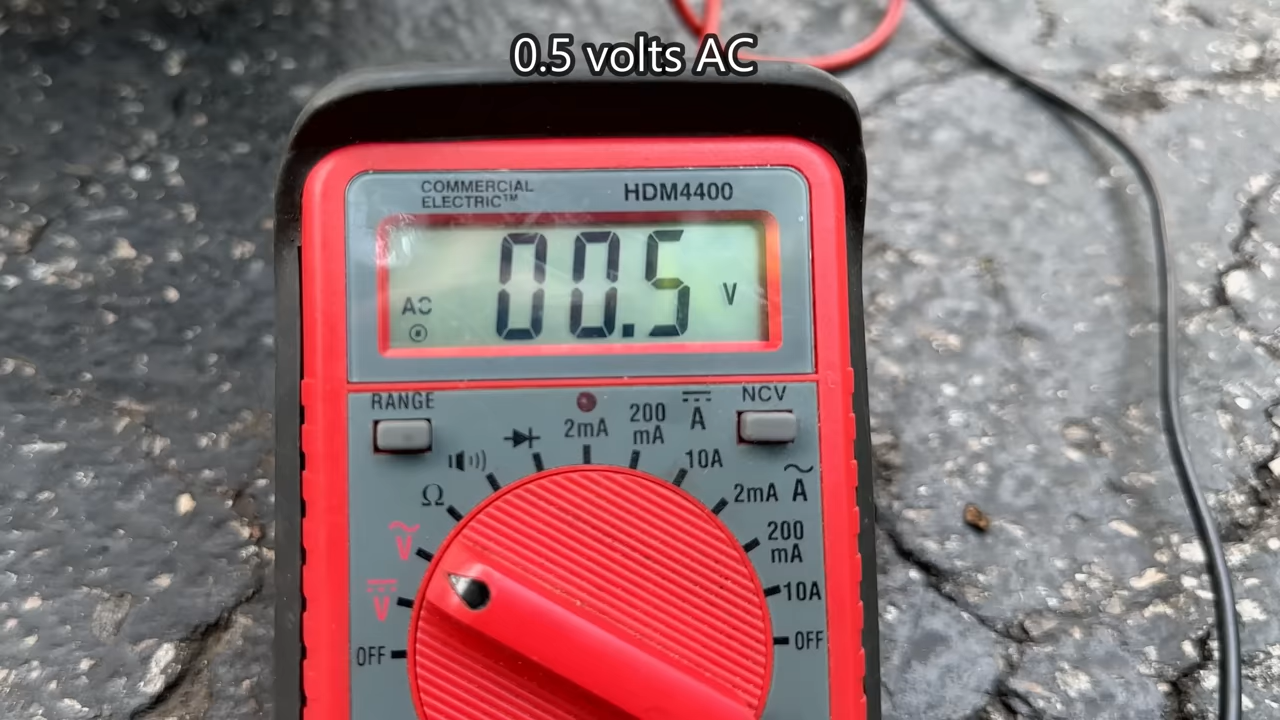 0.5 volts AC
COMMERCIAL
ELECTRIC™
HDM4400
AC
00.5
V
RANGE
NCV
2mA
200
mA
A
10A
Ω
2mA A
200
mA
V
10A
V
OFF
OFF